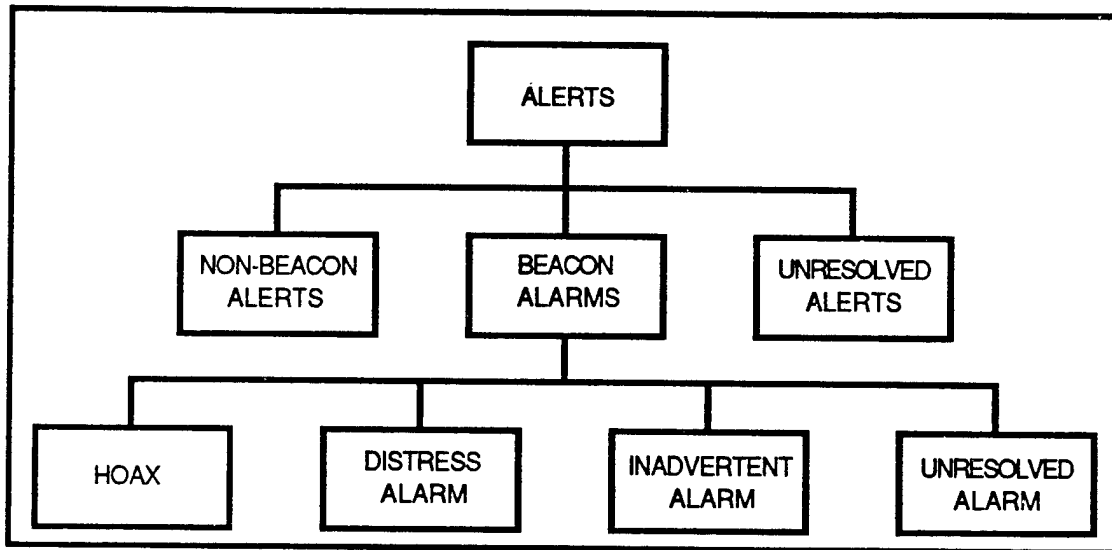 ALERTS
NON-BEACON
ALERTS
BEACON
ALARMS
UNRESOLVED
ALERTS
HOAX
DISTRESS
ALARM
INADVERTENT
ALARM
UNRESOLVED
ALARM